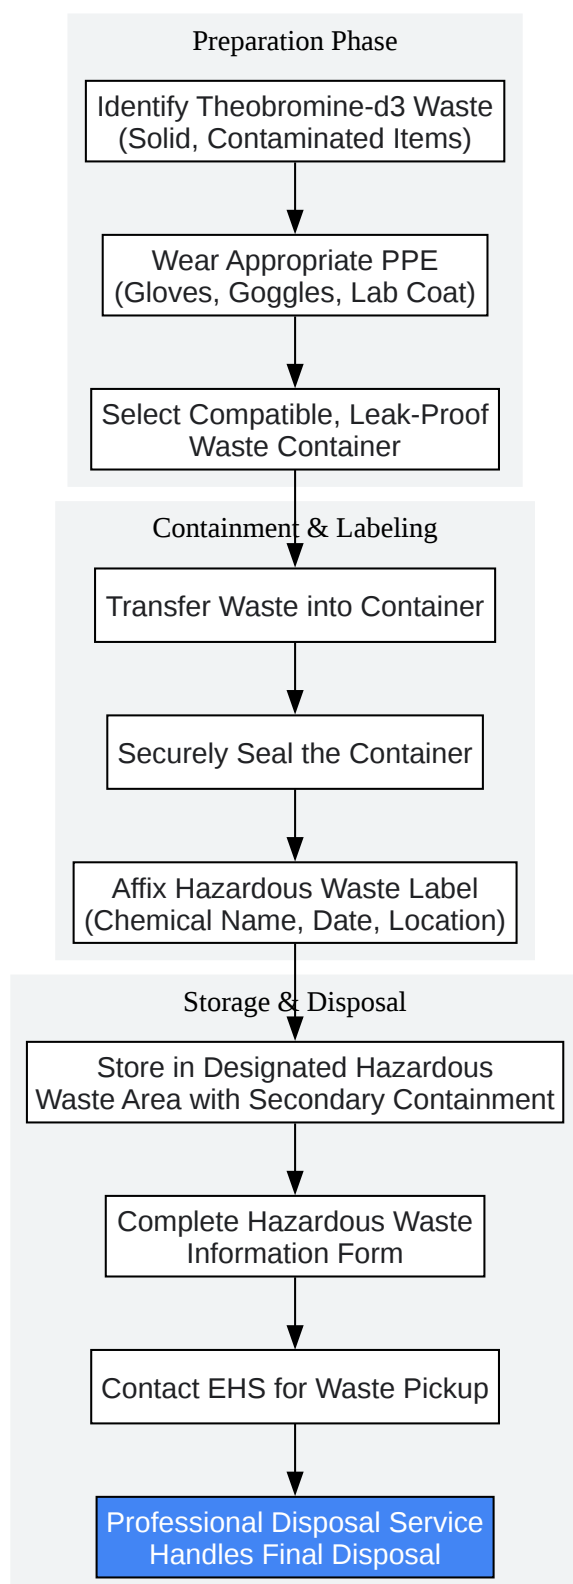 Preparation Phase
Identify Theobromine-d3 Waste
(Solid, Contaminated Items)
Wear Appropriate PPE
(Gloves, Goggles, Lab Coat)
Select Compatible, Leak-Proof
Waste Container
Containment & Labeling
Transfer Waste into Container
Securely Seal the Container
Affix Hazardous Waste Label
(Chemical Name, Date, Location)
Storage & Disposal
Store in Designated Hazardous
Waste Area with Secondary Containment
Complete Hazardous Waste
Information Form
Contact EHS for Waste Pickup
Professional Disposal Service
Handles Final Disposal